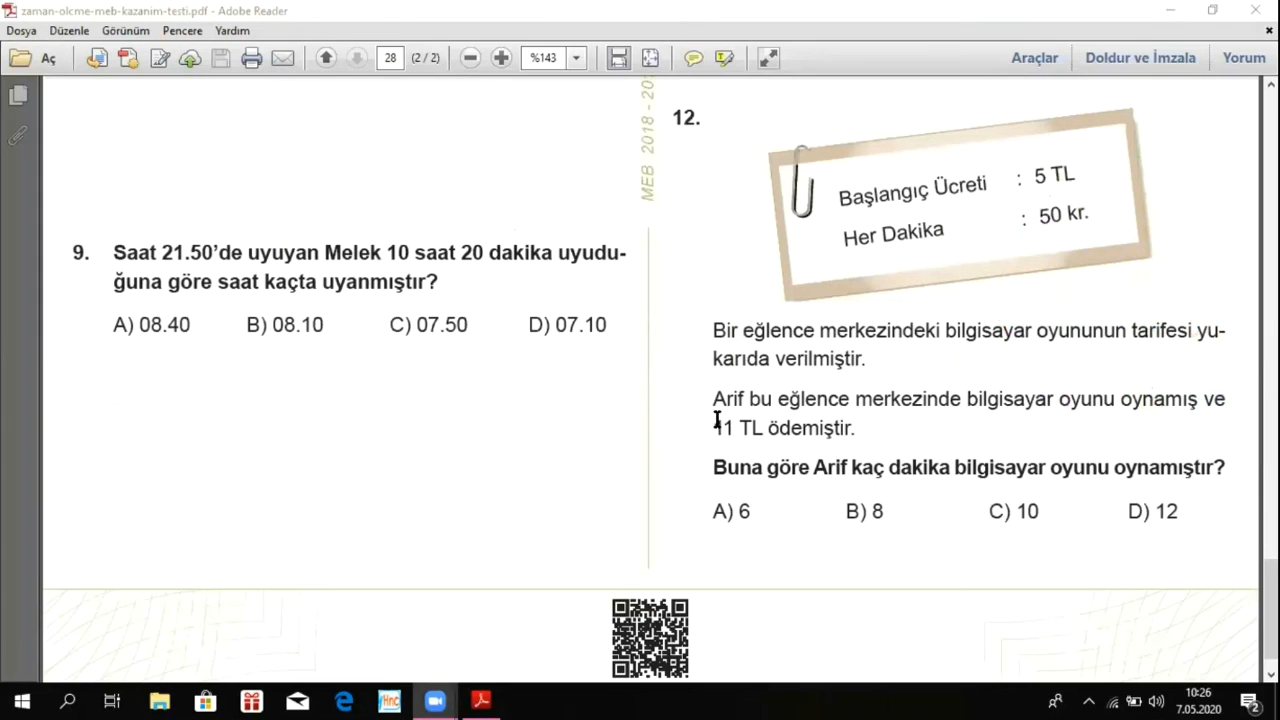 zaman-olcme-meb-kazanim-testi.pdf - Adobe Reader
Dosya Düzenle Görünüm Pencere Yardım
Aç 28 (2 / 2) %143 Araçlar Doldur ve İmzala Yorum
MEB 2018 - 20
9. Saat 21.50’de uyuyan Melek 10 saat 20 dakika uyudu-
ğuna göre saat kaçta uyanmıştır?
A) 08.40 B) 08.10 C) 07.50 D) 07.10
12.
Başlangıç Ücreti : 5 TL
Her Dakika : 50 kr.
Bir eğlence merkezindeki bilgisayar oyununun tarifesi yu-
karıda verilmiştir.
Arif bu eğlence merkezinde bilgisayar oyunu oynamış ve
11 TL ödemiştir.
Buna göre Arif kaç dakika bilgisayar oyunu oynamıştır?
A) 6 B) 8 C) 10 D) 12
Hnc
10:26
7.05.2020
2